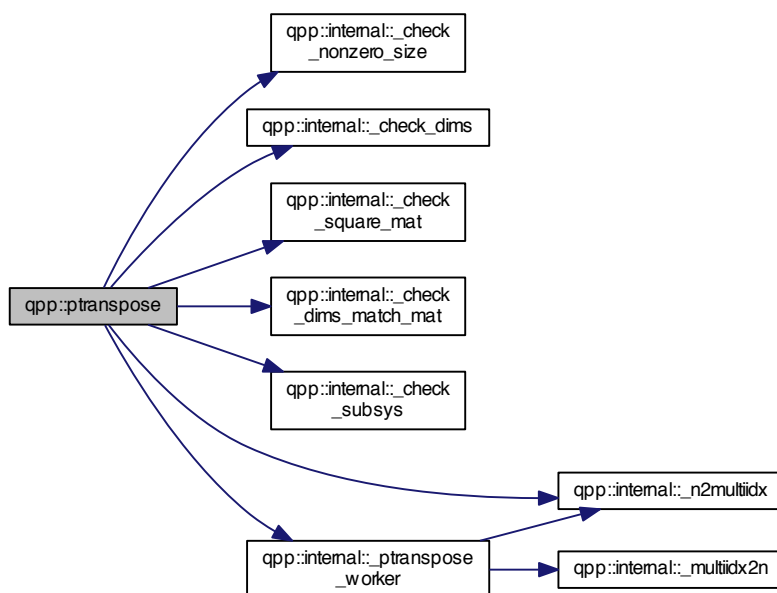 qpp::internal::_check
_nonzero_size
qpp::internal::_check_dims
qpp::internal::_check
_square_mat
qpp::ptranspose
qpp::internal::_check
_dims_match_mat
qpp::internal::_check
_subsys
qpp::internal::_n2multiidx
qpp::internal::_ptranspose
_worker
qpp::internal::_multiidx2n